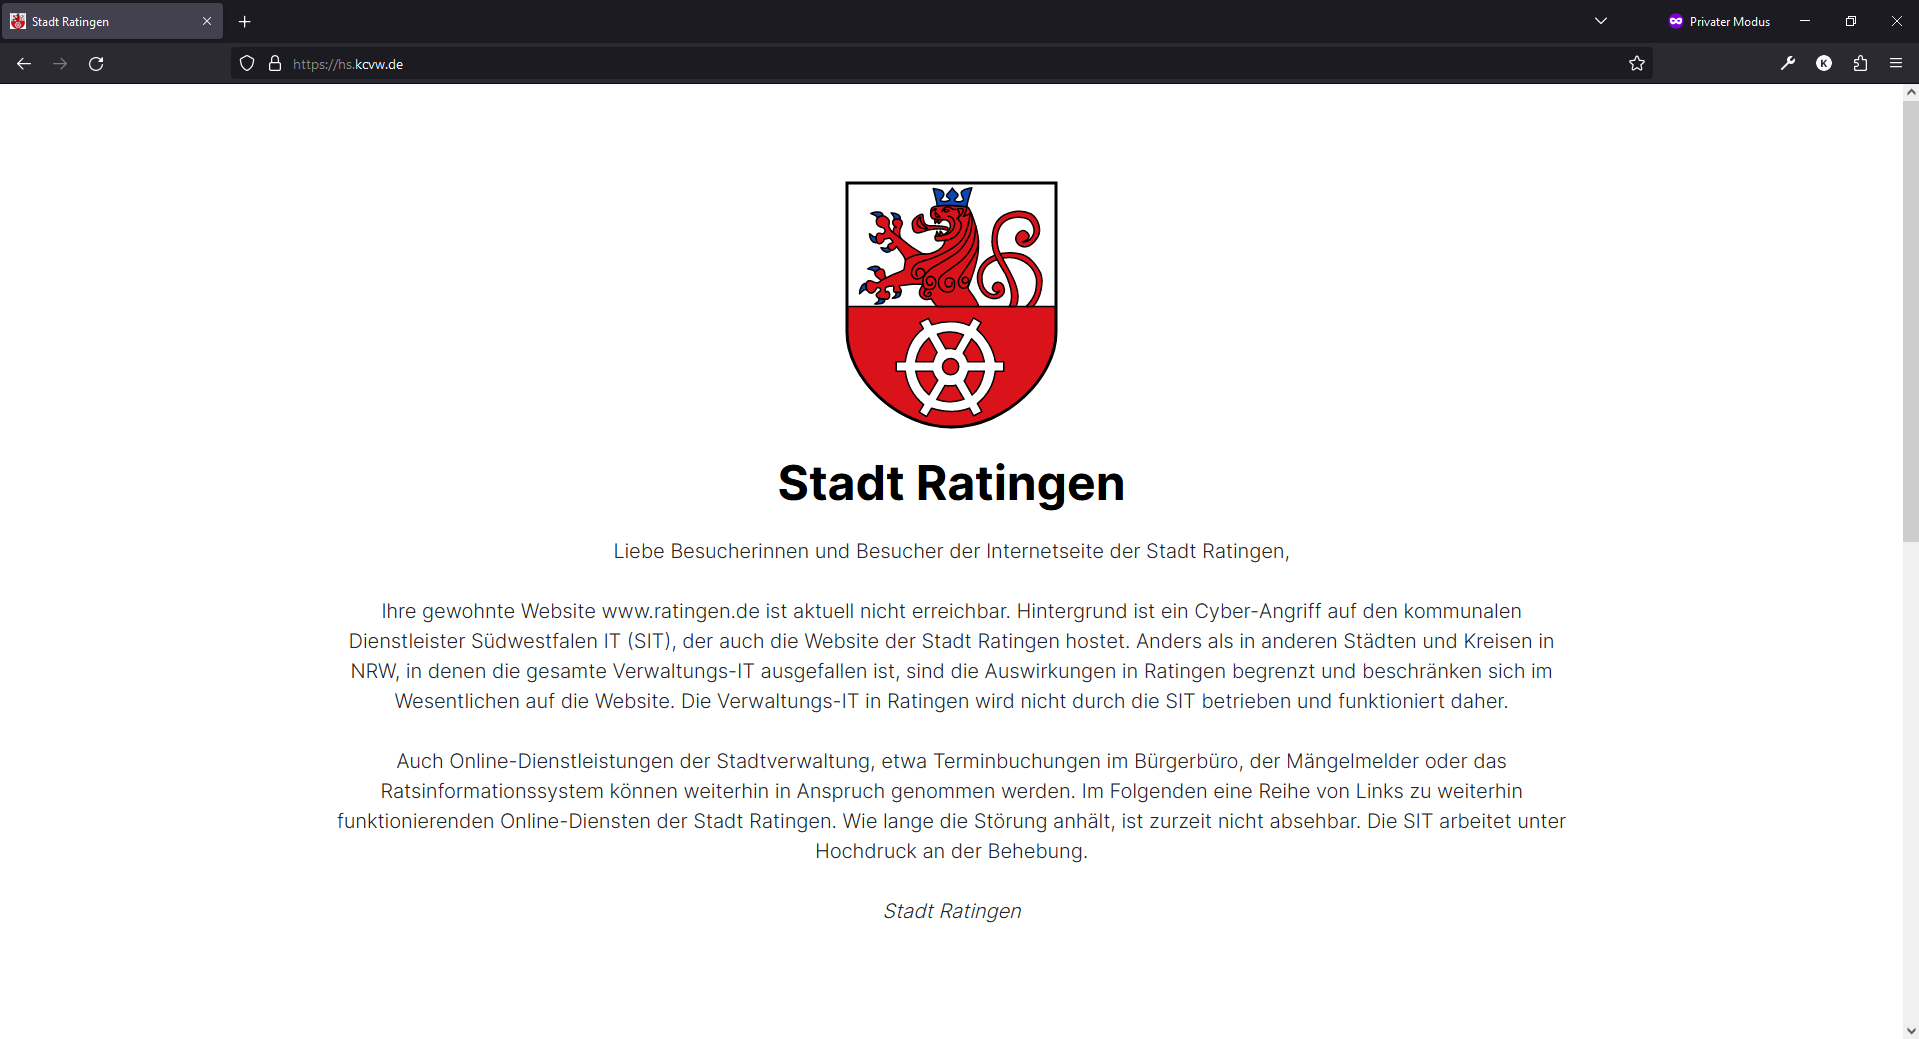 Stadt Ratingen
Privater Modus
https://hs.kcvw.de
K
Stadt Ratingen
Liebe Besucherinnen und Besucher der Internetseite der Stadt Ratingen,
Ihre gewohnte Website www.ratingen.de ist aktuell nicht erreichbar. Hintergrund ist ein Cyber-Angriff auf den kommunalen
Dienstleister Südwestfalen IT (SIT), der auch die Website der Stadt Ratingen hostet. Anders als in anderen Städten und Kreisen in
NRW, in denen die gesamte Verwaltungs-IT ausgefallen ist, sind die Auswirkungen in Ratingen begrenzt und beschränken sich im
Wesentlichen auf die Website. Die Verwaltungs-IT in Ratingen wird nicht durch die SIT betrieben und funktioniert daher.
Auch Online-Dienstleistungen der Stadtverwaltung, etwa Terminbuchungen im Bürgerbüro, der Mängelmelder oder das
Ratsinformationssystem können weiterhin in Anspruch genommen werden. Im Folgenden eine Reihe von Links zu weiterhin
funktionierenden Online-Diensten der Stadt Ratingen. Wie lange die Störung anhält, ist zurzeit nicht absehbar. Die SIT arbeitet unter
Hochdruck an der Behebung.
Stadt Ratingen